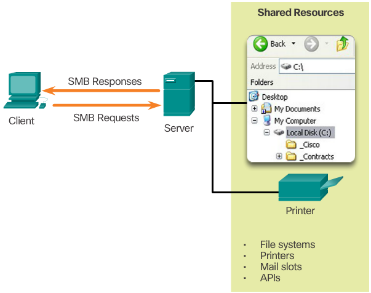 Shared Resources
Back
Address C:\
Folders
Desktop
My Documents
My Computer
Local Disk (C:)
_Cisco
_Contracts
SMB Responses
SMB Requests
Client
Server
Printer
• File systems
• Printers
• Mail slots
• APIs